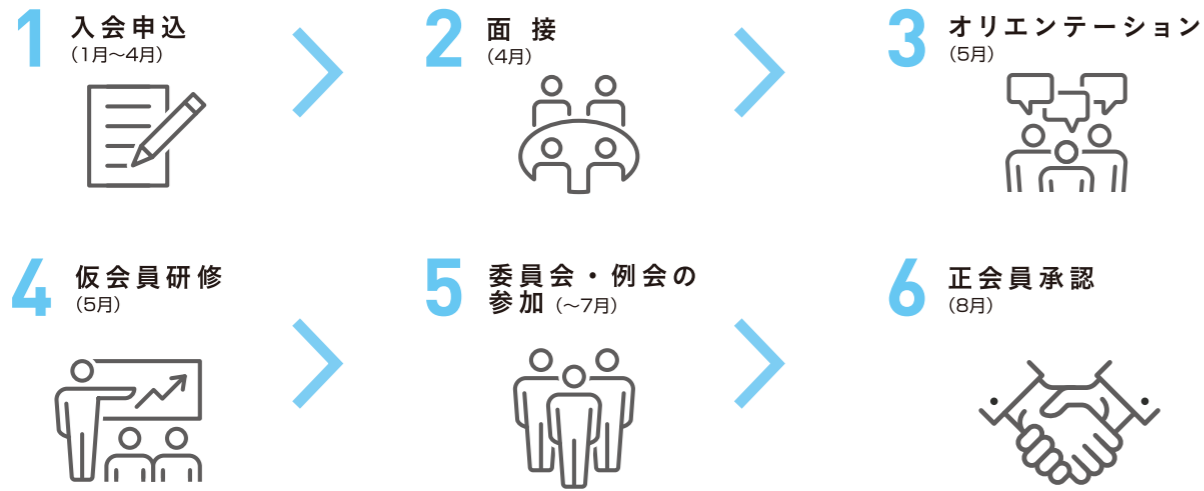 1 入会申込
（1月～4月）
2 面 接
（4月）
3 オリエンテーション
（5月）
4 仮会員研修
（5月）
5 委員会・例会の
参加（～7月）
6 正会員承認
（8月）